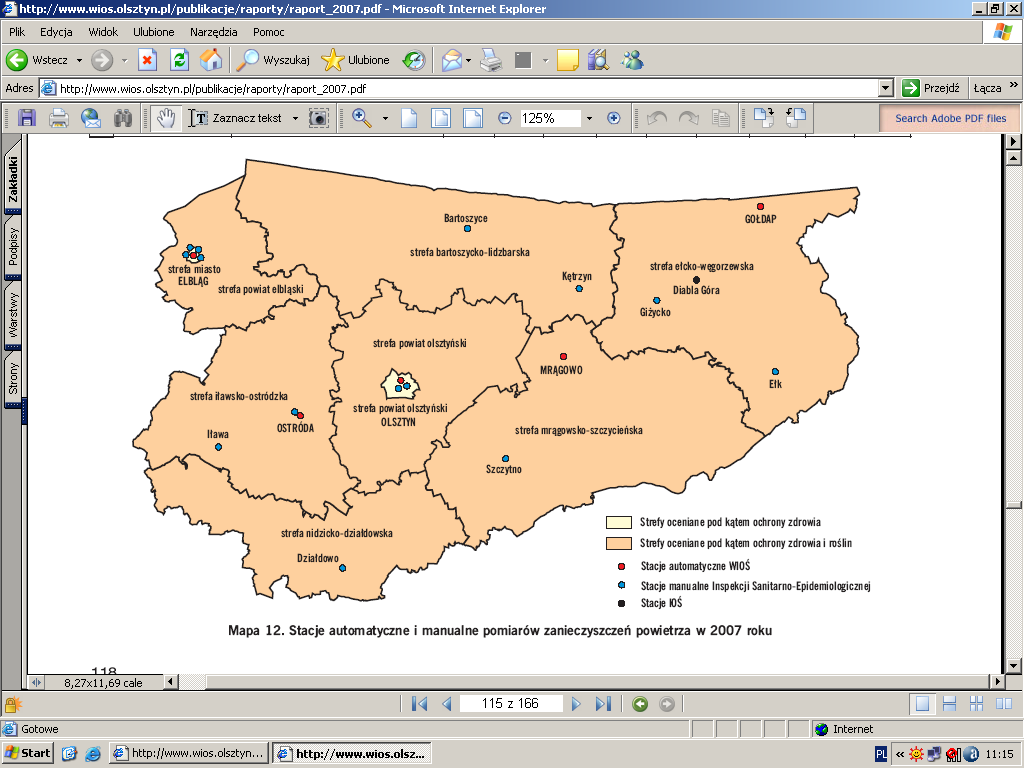 http://www.wios.olsztyn.pl/publikacje/raporty/raport_2007.pdf - Microsoft Internet Explorer
Plik Edycja Widok Ulubione Narzędzia Pomoc
Wstecz Wyszukaj Ulubione
Adres http://www.wios.olsztyn.pl/publikacje/raporty/raport_2007.pdf Przejdź Łącza »
Zaznacz tekst 125% Search Adobe PDF files
Zakładki
Podpisy
Warstwy
Strony
Bartoszyce
GOŁDAP
strefa bartoszycko-lidzbarska
strefa miasto
ELBLĄG
strefa ełcko-węgorzewska
Kętrzyn
strefa powiat elbląski
Diabla Góra
Giżycko
strefa powiat olsztyński
MRĄGOWO
Ełk
strefa iławsko-ostródzka
strefa powiat olsztyński
OLSZTYN
OSTRÓDA
Iława
strefa mrągowsko-szczycieńska
Szczytno
strefa nidzicko-działdowska
Działdowo
Strefy oceniane pod kątem ochrony zdrowia
Strefy oceniane pod kątem ochrony zdrowia i roślin
Stacje automatyczne WIOŚ
Stacje manualne Inspekcji Sanitarno-Epidemiologicznej
Stacje IOŚ
Mapa 12. Stacje automatyczne i manualne pomiarów zanieczyszczeń powietrza w 2007 roku
118
8,27x11,69 cale
115 z 166
Gotowe Internet
Start http://www.wios.olsztyn... http://www.wios.olsz... PL « 11:15